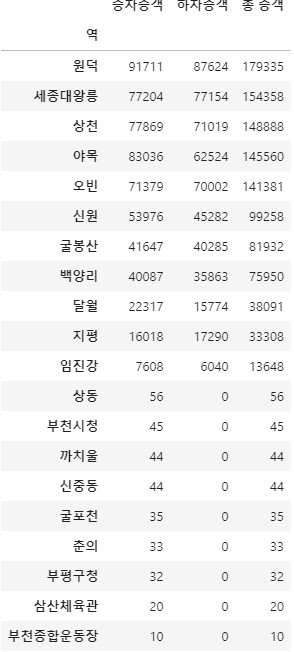 승차승객 하차승객 총 승객
역
원덕 91711 87624 179335
세종대왕릉 77204 77154 154358
상천 77869 71019 148888
야목 83036 62524 145560
오빈 71379 70002 141381
신원 53976 45282 99258
굴봉산 41647 40285 81932
백양리 40087 35863 75950
달월 22317 15774 38091
지평 16018 17290 33308
임진강 7608 6040 13648
상동 56 0 56
부천시청 45 0 45
까치울 44 0 44
신중동 44 0 44
굴포천 35 0 35
춘의 33 0 33
부평구청 32 0 32
삼산체육관 20 0 20
부천종합운동장 10 0 10